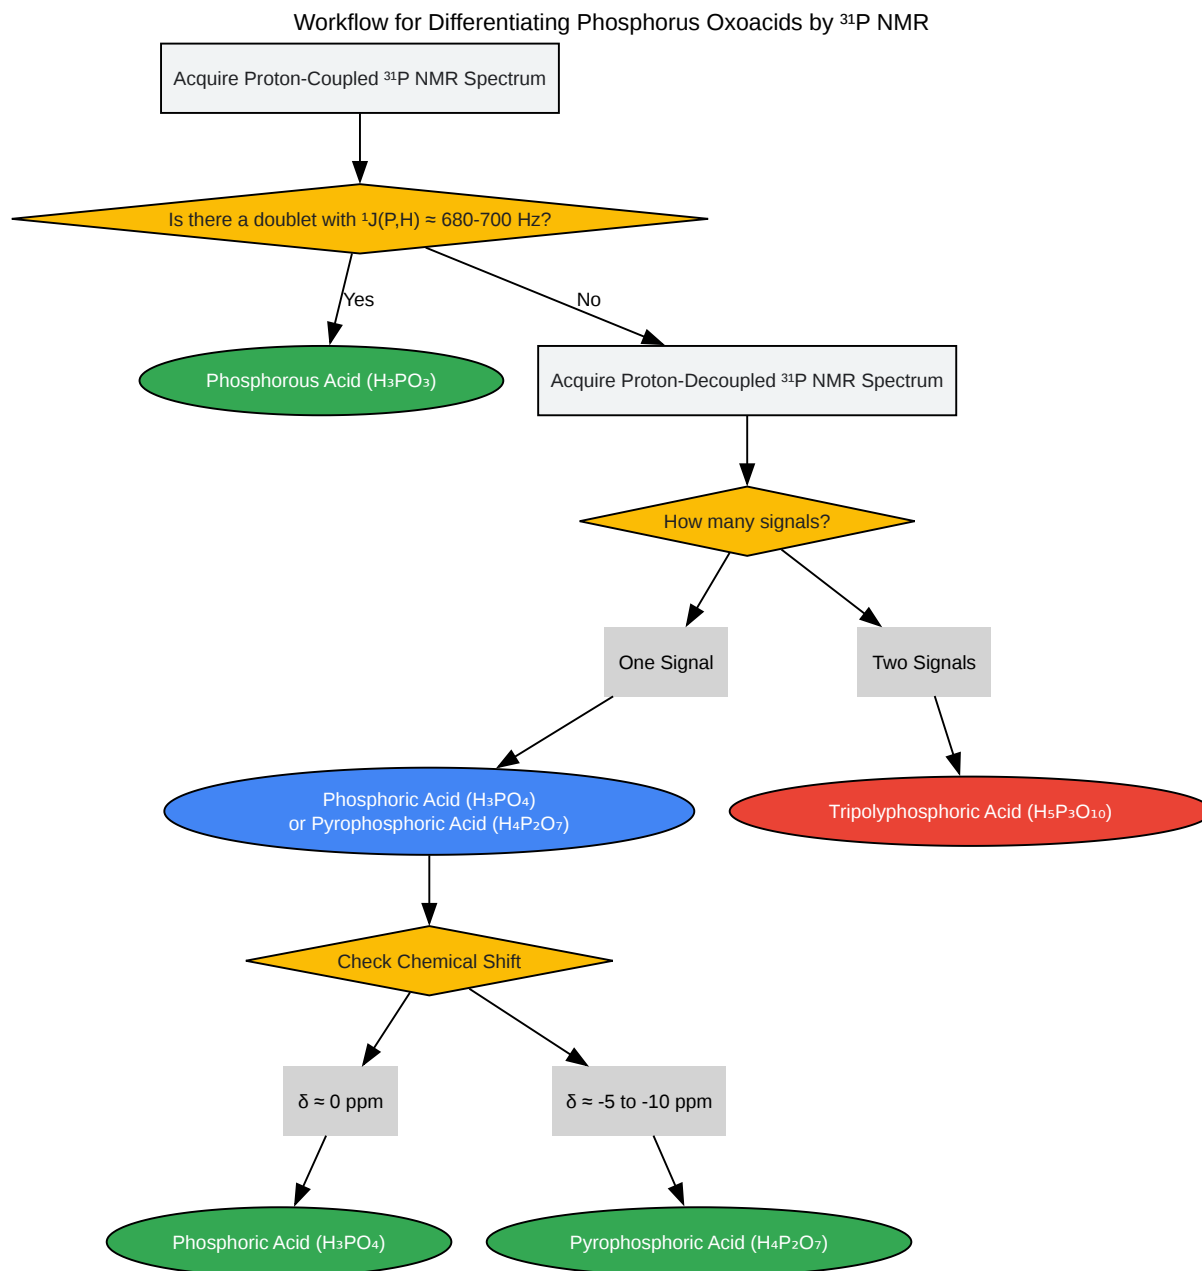 Workflow for Differentiating Phosphorus Oxoacids by ³¹P NMR
Acquire Proton-Coupled ³¹P NMR Spectrum
Is there a doublet with ¹J(P,H) ≈ 680-700 Hz?
Yes
No
Phosphorous Acid (H₃PO₃)
Acquire Proton-Decoupled ³¹P NMR Spectrum
How many signals?
One Signal
Two Signals
Phosphoric Acid (H₃PO₄)
or Pyrophosphoric Acid (H₄P₂O₇)
Tripolyphosphoric Acid (H₅P₃O₁₀)
Check Chemical Shift
δ ≈ 0 ppm
δ ≈ -5 to -10 ppm
Phosphoric Acid (H₃PO₄)
Pyrophosphoric Acid (H₄P₂O₇)